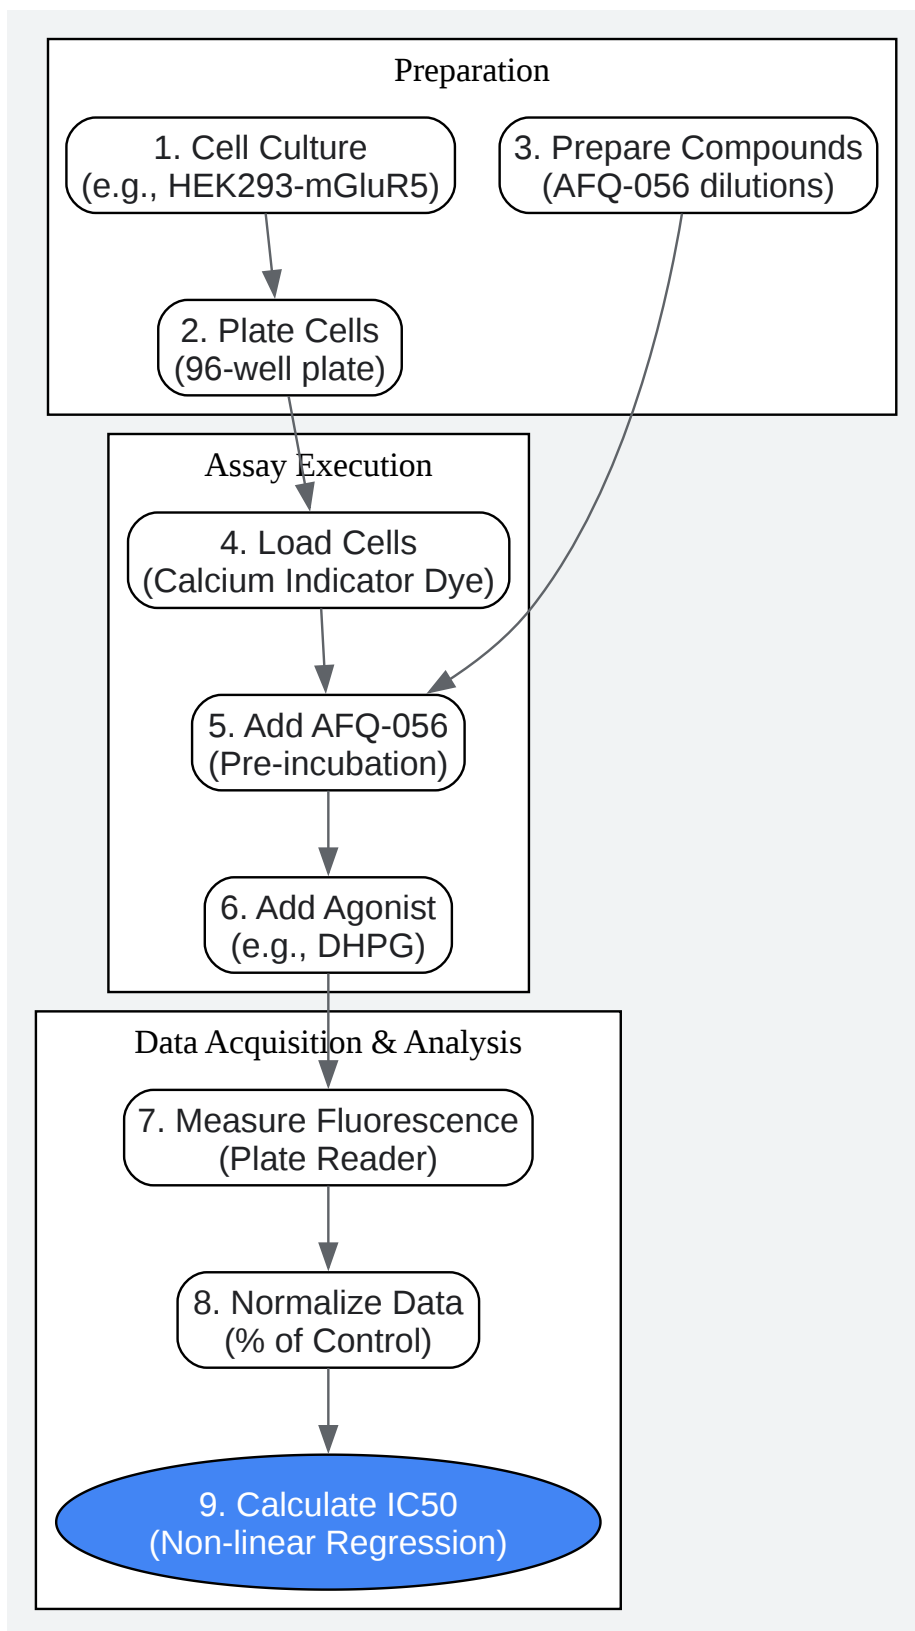 Preparation
1. Cell Culture
(e.g., HEK293-mGluR5)
3. Prepare Compounds
(AFQ-056 dilutions)
2. Plate Cells
(96-well plate)
Assay Execution
4. Load Cells
(Calcium Indicator Dye)
5. Add AFQ-056
(Pre-incubation)
6. Add Agonist
(e.g., DHPG)
Data Acquisition & Analysis
7. Measure Fluorescence
(Plate Reader)
8. Normalize Data
(% of Control)
9. Calculate IC50
(Non-linear Regression)